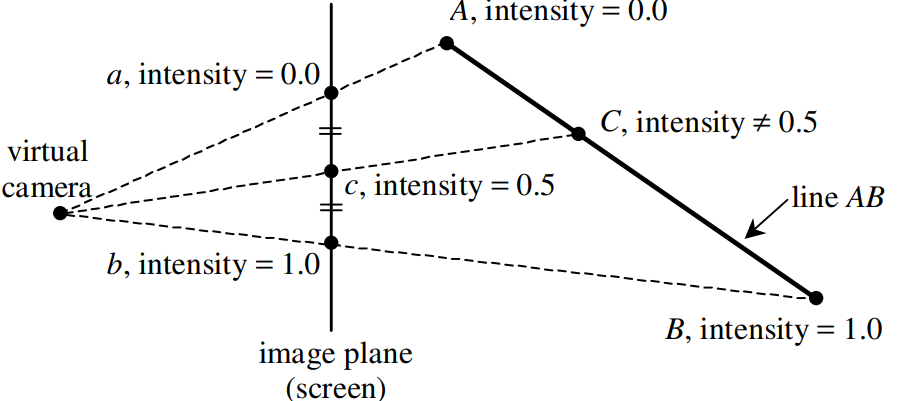 A, intensity = 0.0
a, intensity = 0.0
C, intensity ≠ 0.5
virtual
camera
c, intensity = 0.5
line AB
b, intensity = 1.0
B, intensity = 1.0
image plane
(screen)